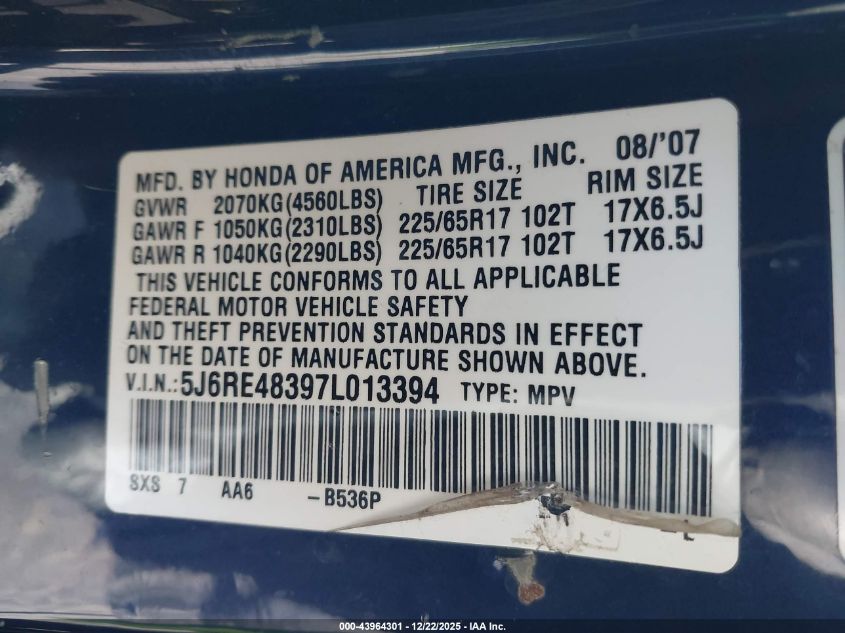 MFD. BY HONDA OF AMERICA MFG., INC. 08/'07
GVWR 2070KG(4560LBS) TIRE SIZE RIM SIZE
GAWR F 1050KG(2310LBS) 225/65R17 102T 17X6.5J
GAWR R 1040KG(2290LBS) 225/65R17 102T 17X6.5J
THIS VEHICLE CONFORMS TO ALL APPLICABLE
FEDERAL MOTOR VEHICLE SAFETY
AND THEFT PREVENTION STANDARDS IN EFFECT
ON THE DATE OF MANUFACTURE SHOWN ABOVE.
V.I.N.:5J6RE48397L013394 TYPE: MPV
SXS 7 AA6 -B536P
000-43964301 - 12/22/2025 - IAA Inc.